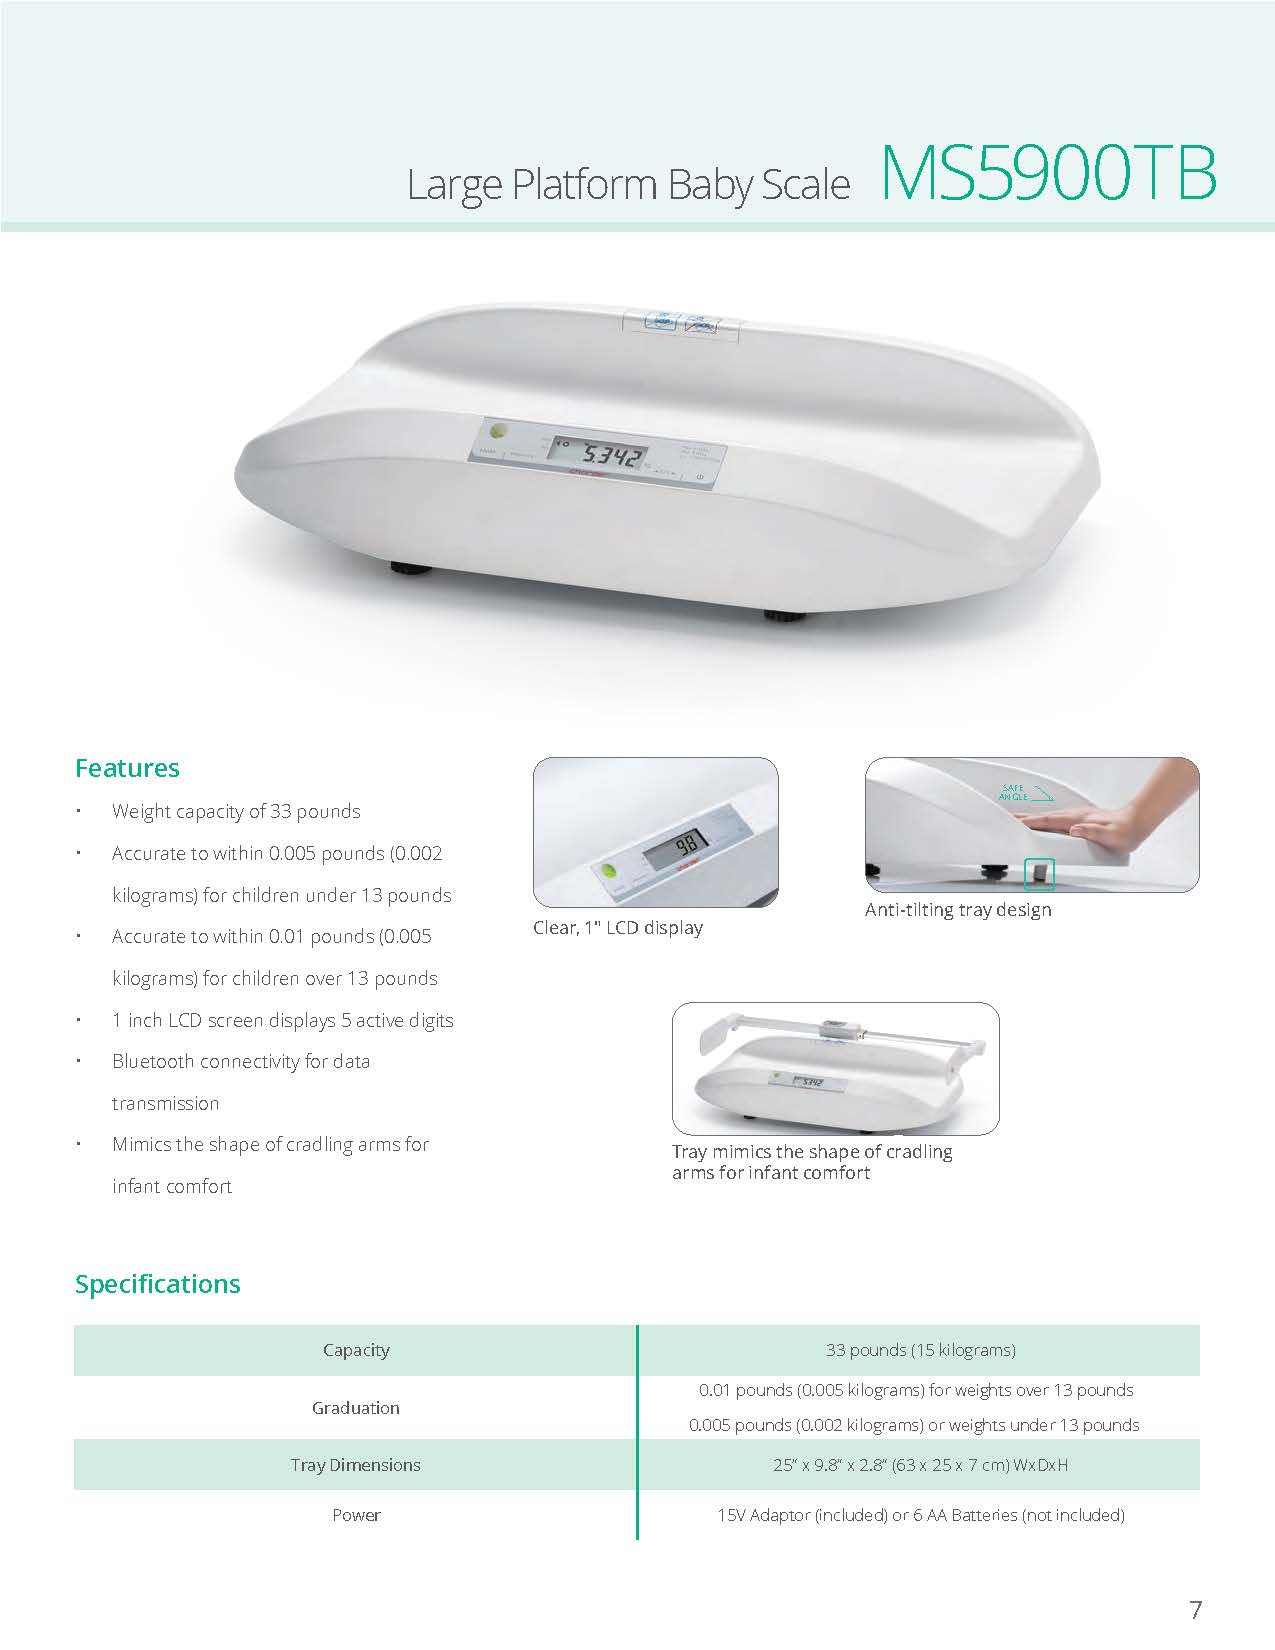 Large Platform Baby Scale MS5900TB
5.342
Features
• Weight capacity of 33 pounds
• Accurate to within 0.005 pounds (0.002
kilograms) for children under 13 pounds
• Accurate to within 0.01 pounds (0.005
kilograms) for children over 13 pounds
• 1 inch LCD screen displays 5 active digits
• Bluetooth connectivity for data
transmission
• Mimics the shape of cradling arms for
infant comfort
Clear, 1" LCD display
SAFE
ANGLE
Anti-tilting tray design
5.342
Tray mimics the shape of cradling
arms for infant comfort
Specifications
Capacity 33 pounds (15 kilograms)
Graduation 0.01 pounds (0.005 kilograms) for weights over 13 pounds
0.005 pounds (0.002 kilograms) or weights under 13 pounds
Tray Dimensions 25“ x 9.8“ x 2.8“ (63 x 25 x 7 cm) WxDxH
Power 15V Adaptor (included) or 6 AA Batteries (not included)
7